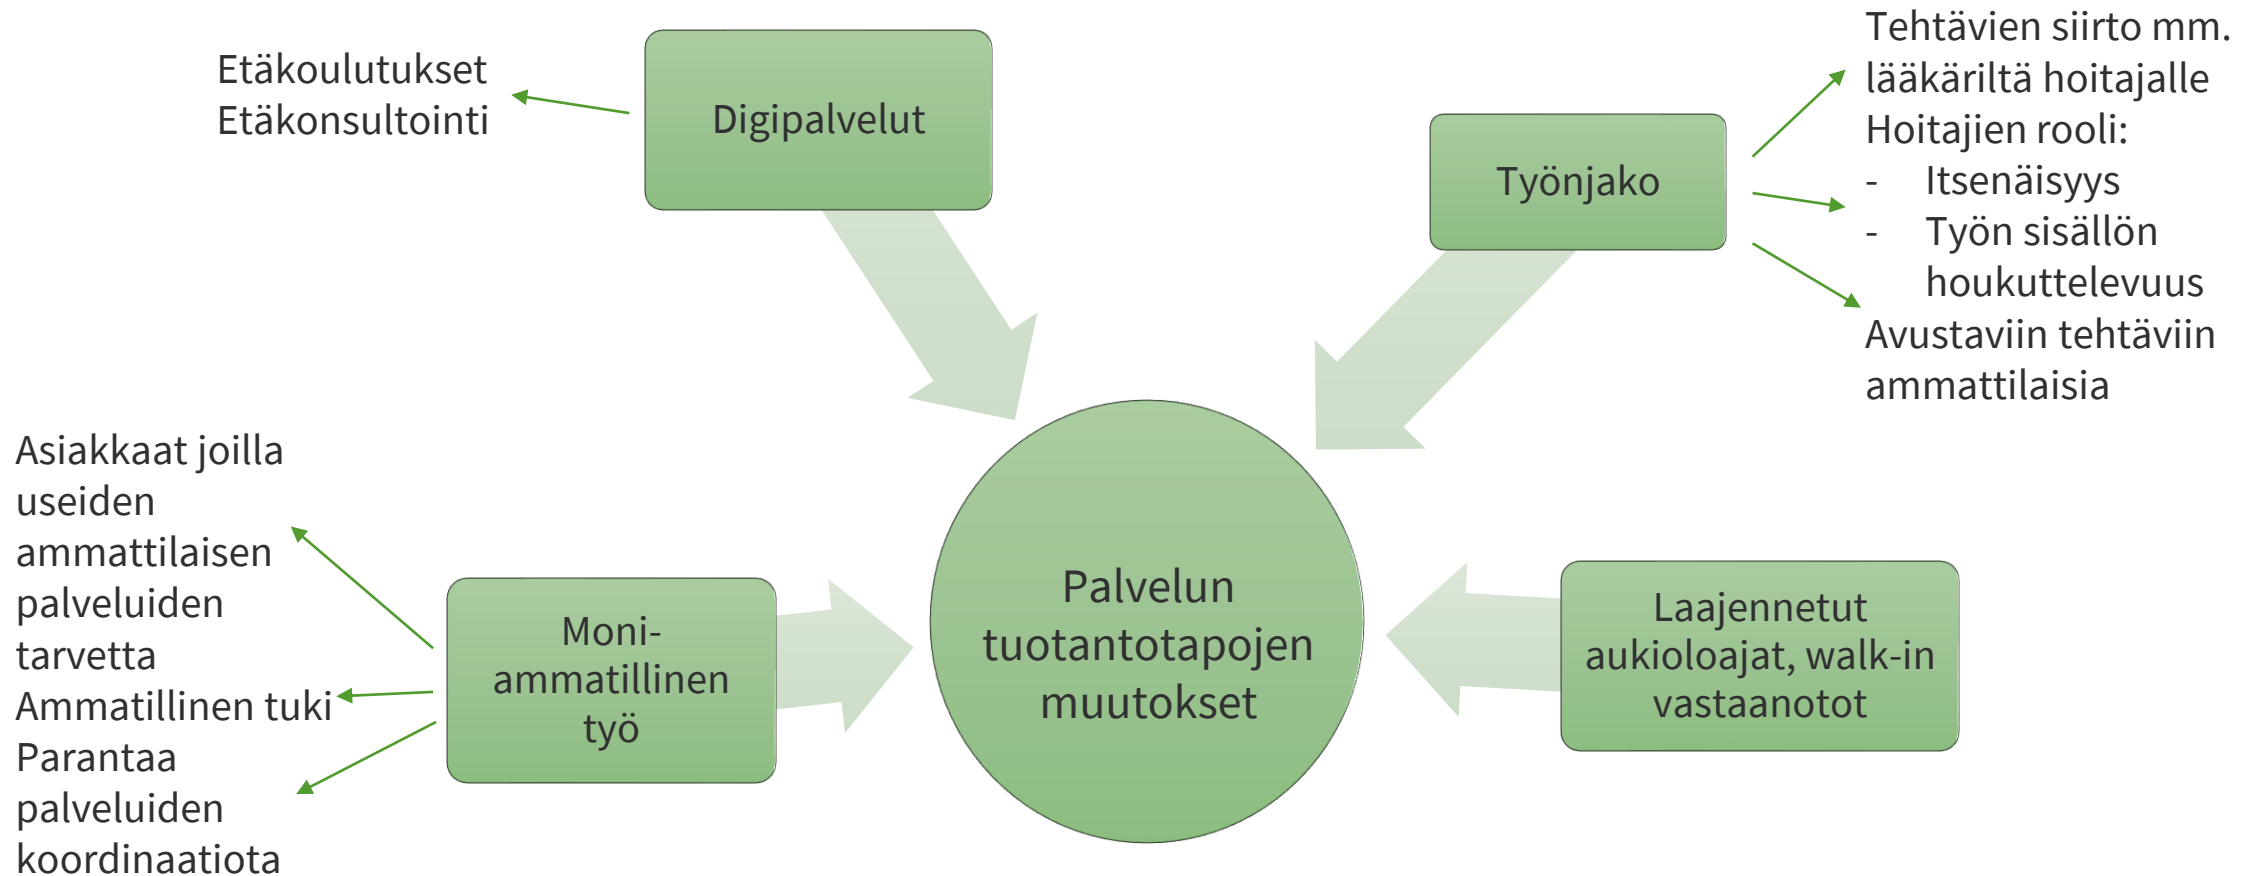 Etäkoulutukset
Etäkonsultointi
Digipalvelut
Työnjako
Tehtävien siirto mm.
lääkäriltä hoitajalle
Hoitajien rooli:
- Itsenäisyys
- Työn sisällön
houkuttelevuus
Avustaviin tehtäviin
ammattilaisia
Asiakkaat joilla
useiden
ammattilaisen
palveluiden
tarvetta
Ammatillinen tuki
Parantaa
palveluiden
koordinaatiota
Moni-
ammatillinen
työ
Palvelun
tuotantotapojen
muutokset
Laajennetut
aukioloajat, walk-in
vastaanotot